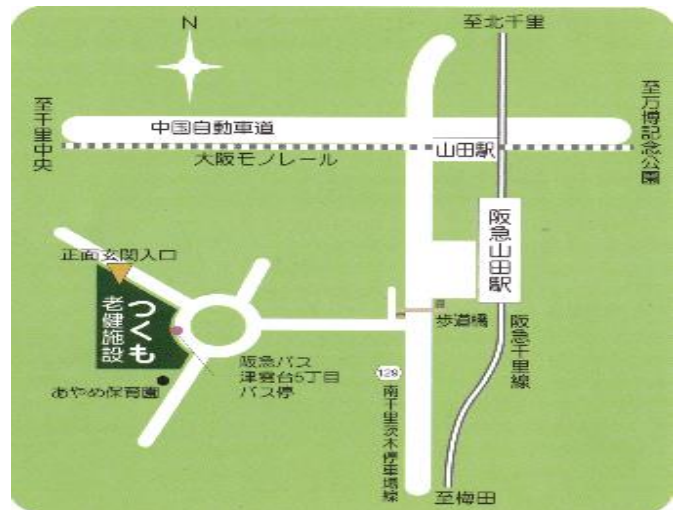 N
至北千里
至千里中央
中国自動車道
大阪モノレール
山田駅
至万博記念公園
阪急山田駅
正面玄関入口
つくも
老健施設
歩道橋
阪急千里線
阪急バス
津雲台5丁目
バス停
あやめ保育園
129
南千里茨木停車場線
至梅田